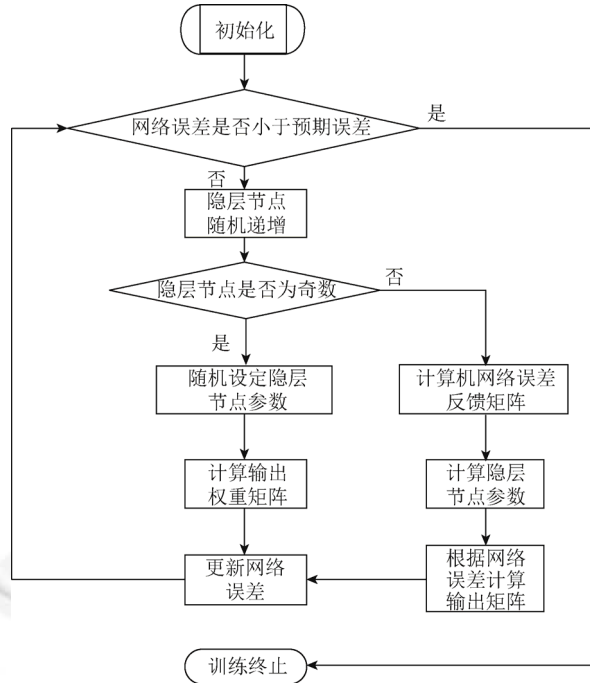 初始化
网络误差是否小于预期误差
是
否
隐层节点
随机递增
隐层节点是否为奇数
否
是
随机设定隐层
节点参数
计算机网络误差
反馈矩阵
计算输出
权重矩阵
计算隐层
节点参数
更新网络
误差
根据网络
误差计算
输出矩阵
训练终止